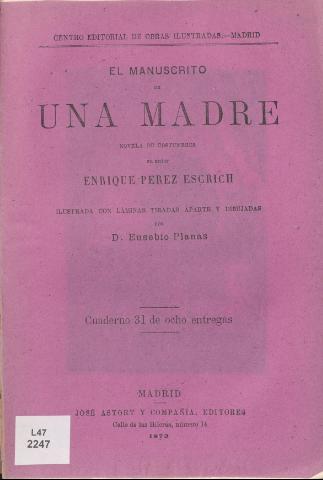 CENTRO EDITORIAL DE OBRAS ILUSTRADAS.—MADRID
EL MANUSCRITO
DE
UNA MADRE
NOVELA DE COSTUMBRES
ENRIQUE PEREZ ESCRICH
ILUSTRADA CON LÁMINAS TIRADAS APARTE Y DIBUJADAS
POR
D. Eusebio Planas
Cuaderno 31 de ocho entregas
MADRID
JOSÉ ASTORT Y COMPAÑÍA, EDITORES
Calle de las Hileras, número 14
1873
L47
2247